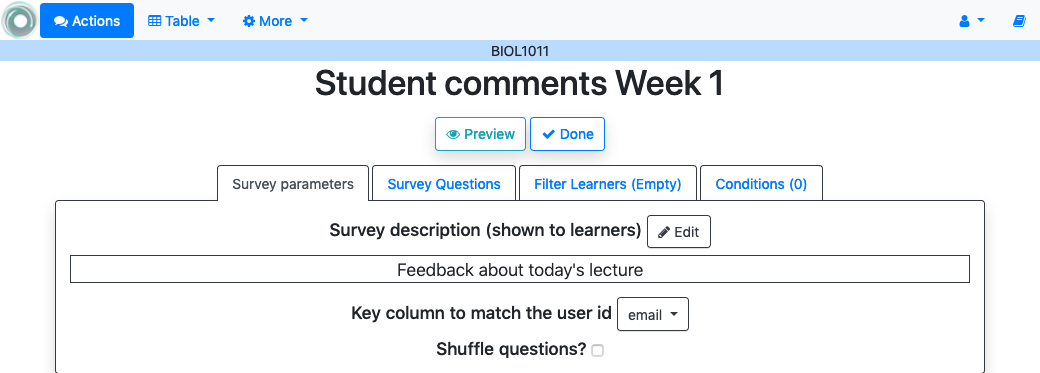 Actions Table More
BIOL1011
Student comments Week 1
Preview Done
Survey parameters Survey Questions Filter Learners (Empty) Conditions (0)
Survey description (shown to learners) Edit
Feedback about today's lecture
Key column to match the user id email
Shuffle questions?